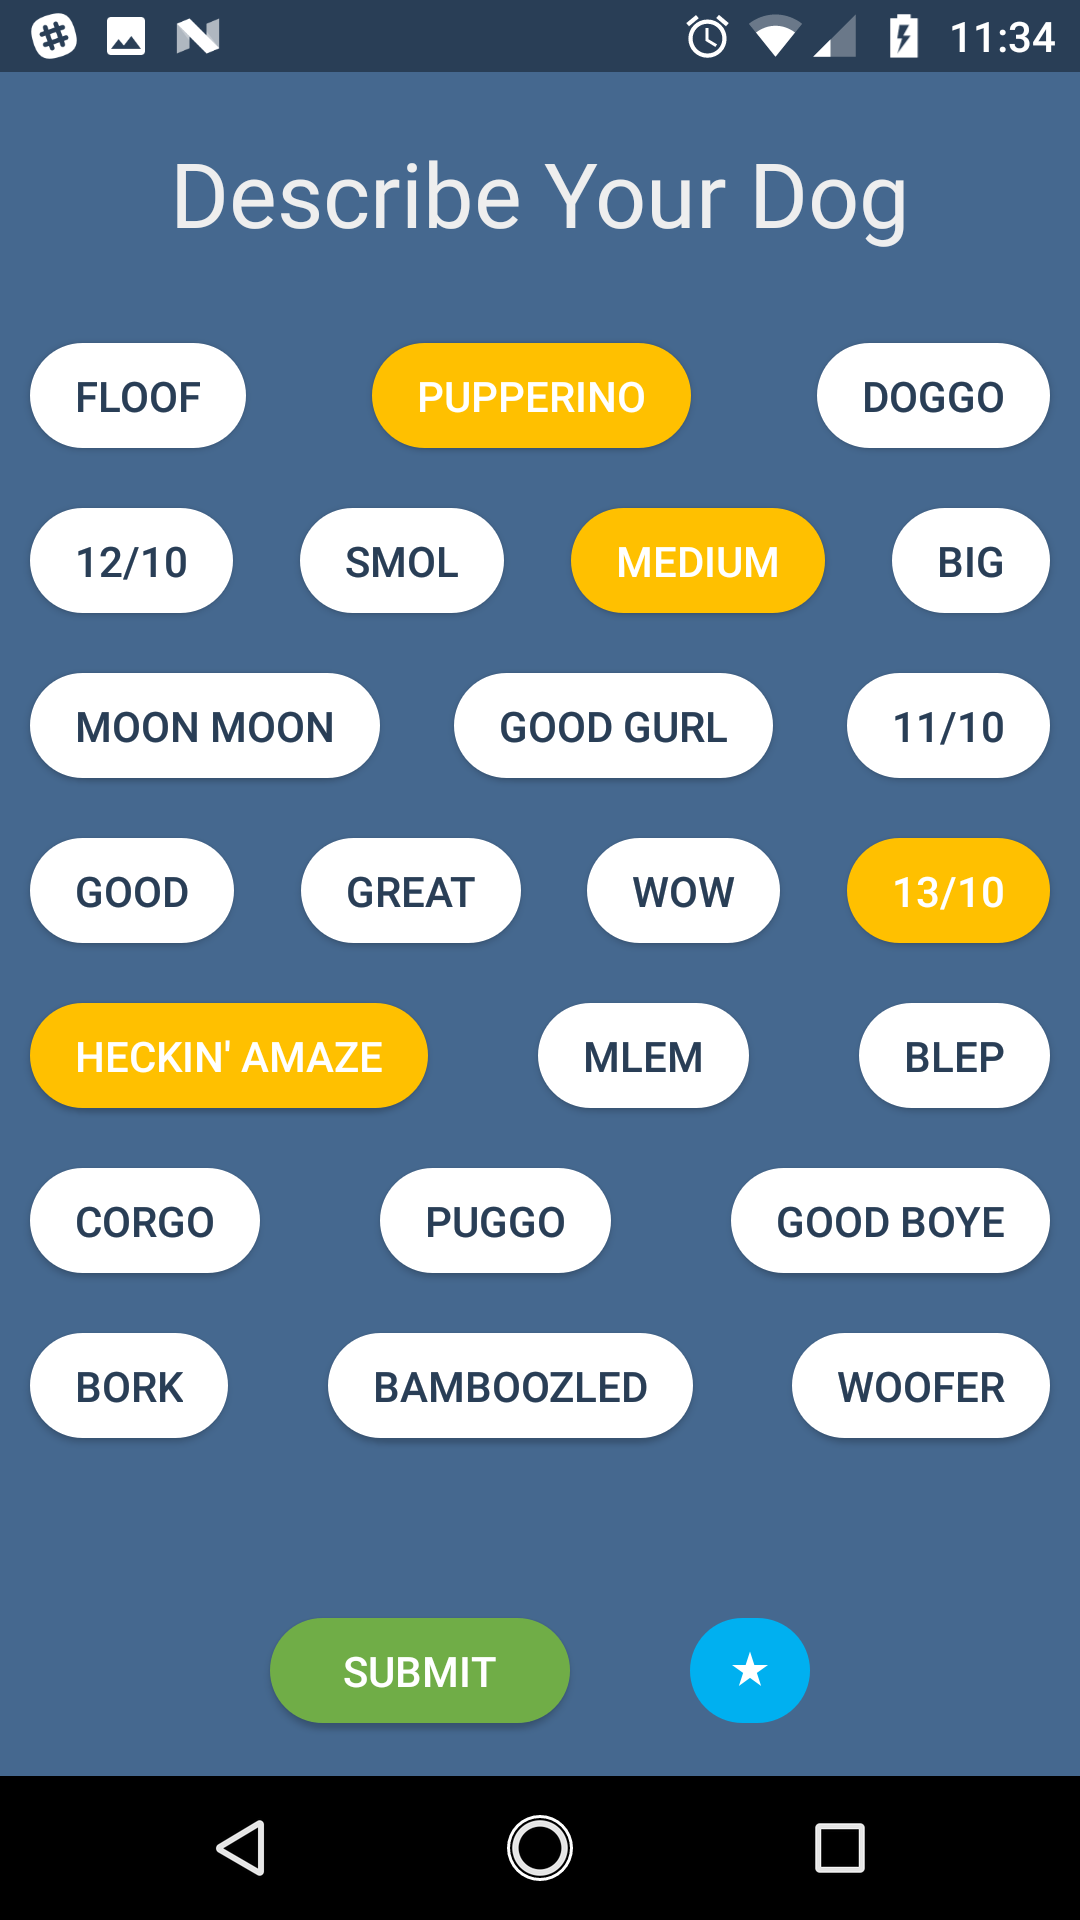 11:34
Describe Your Dog
FLOOF PUPPERINO DOGGO
12/10 SMOL MEDIUM BIG
MOON MOON GOOD GURL 11/10
GOOD GREAT WOW 13/10
HECKIN' AMAZE MLEM BLEP
CORGO PUGGO GOOD BOYE
BORK BAMBOOZLED WOOFER
SUBMIT ★